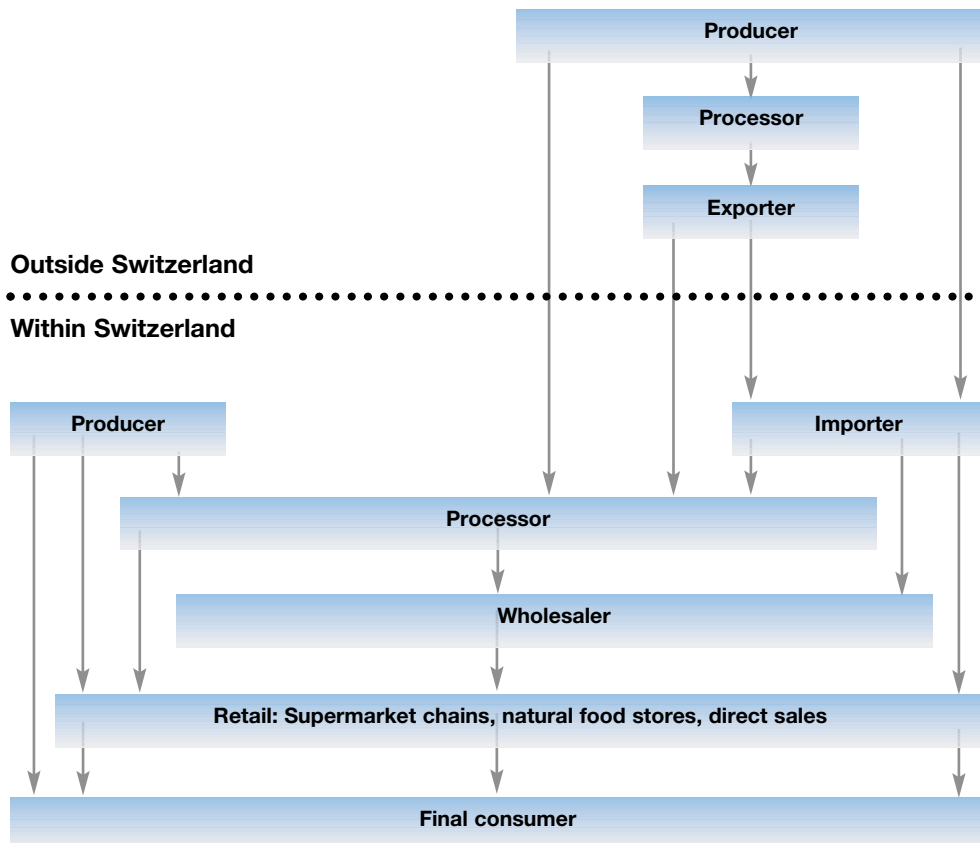 Producer
Processor
Exporter
Outside Switzerland
Within Switzerland
Producer
Importer
Processor
Wholesaler
Retail: Supermarket chains, natural food stores, direct sales
Final consumer